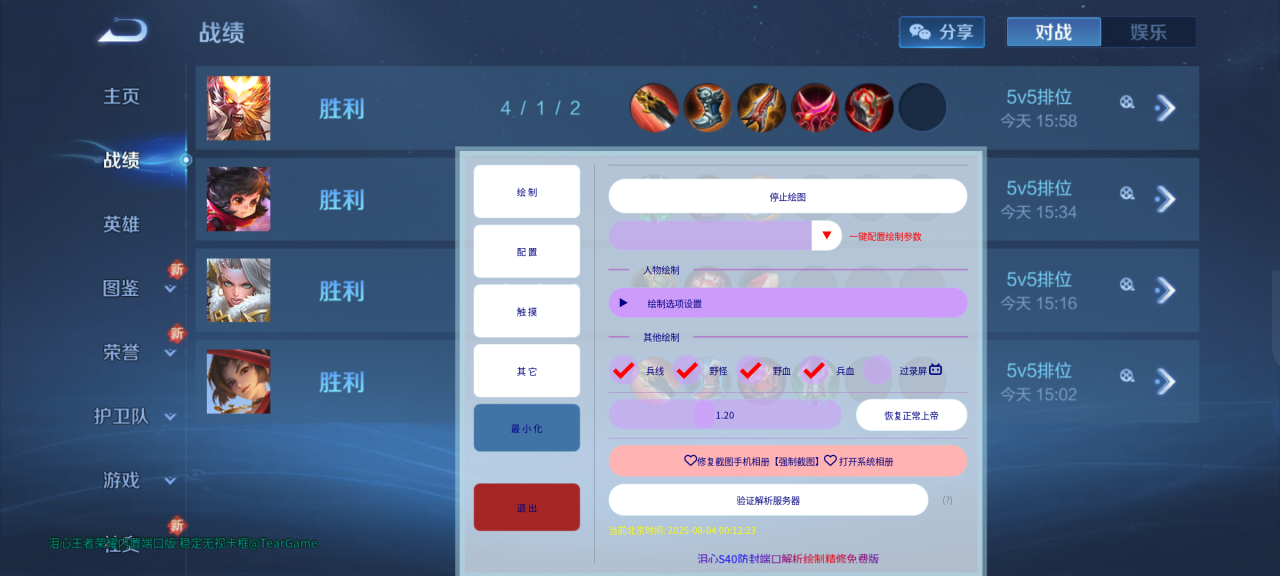 战绩
分享
对战
娱乐
主页
战绩
英雄
新
图鉴
新
荣誉
护卫队
游戏
新
社交
胜利
4 / 1 / 2
5v5排位
今天 15:58
胜利
5v5排位
今天 15:34
胜利
5v5排位
今天 15:16
胜利
5v5排位
今天 15:02
绘制
配置
触摸
其它
最小化
退出
停止绘图
▼ 一键配置绘制参数
人物绘制
绘制选项设置
其他绘制
兵线 野怪 野血 兵血 过录屏
1.20
恢复正常上帝
♡修复截图手机相册【强制截图】♡ 打开系统相册
验证解析服务器
(?)
当前北京时间: 2025-08-04 00:12:23
泪心S40防封端口解析绘制精修免费版
泪心王者荣耀内置端口版,稳定无视卡框@TearGame